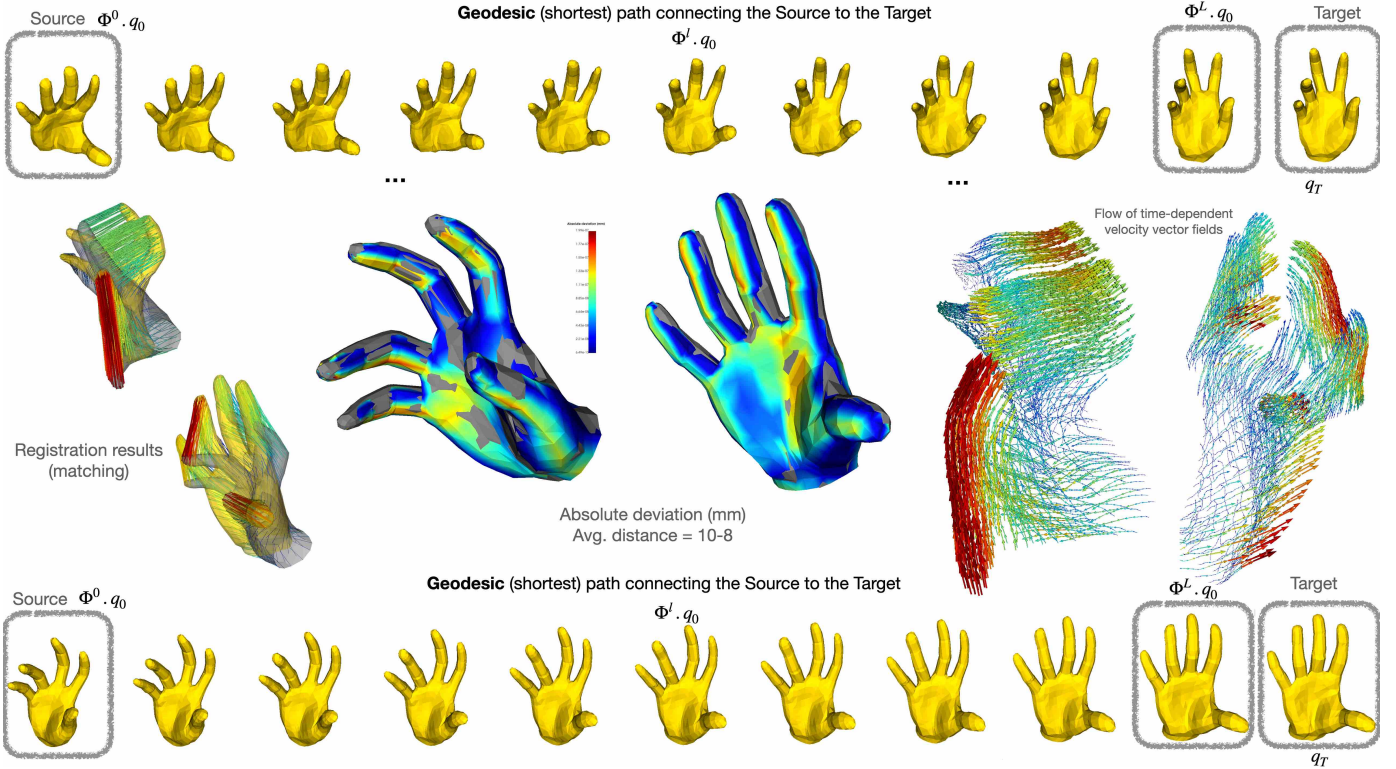 Geodesic (shortest) path connecting the Source to the Target
Source Φ⁰ . q₀
Φˡ . q₀
Φᴸ . q₀
Target
q_T
...
...
Absolute deviation (mm)
Flow of time-dependent
velocity vector fields
Registration results
(matching)
Absolute deviation (mm)
Avg. distance = 10-8
Geodesic (shortest) path connecting the Source to the Target
Source Φ⁰ . q₀
Φˡ . q₀
Φᴸ . q₀
Target
q_T